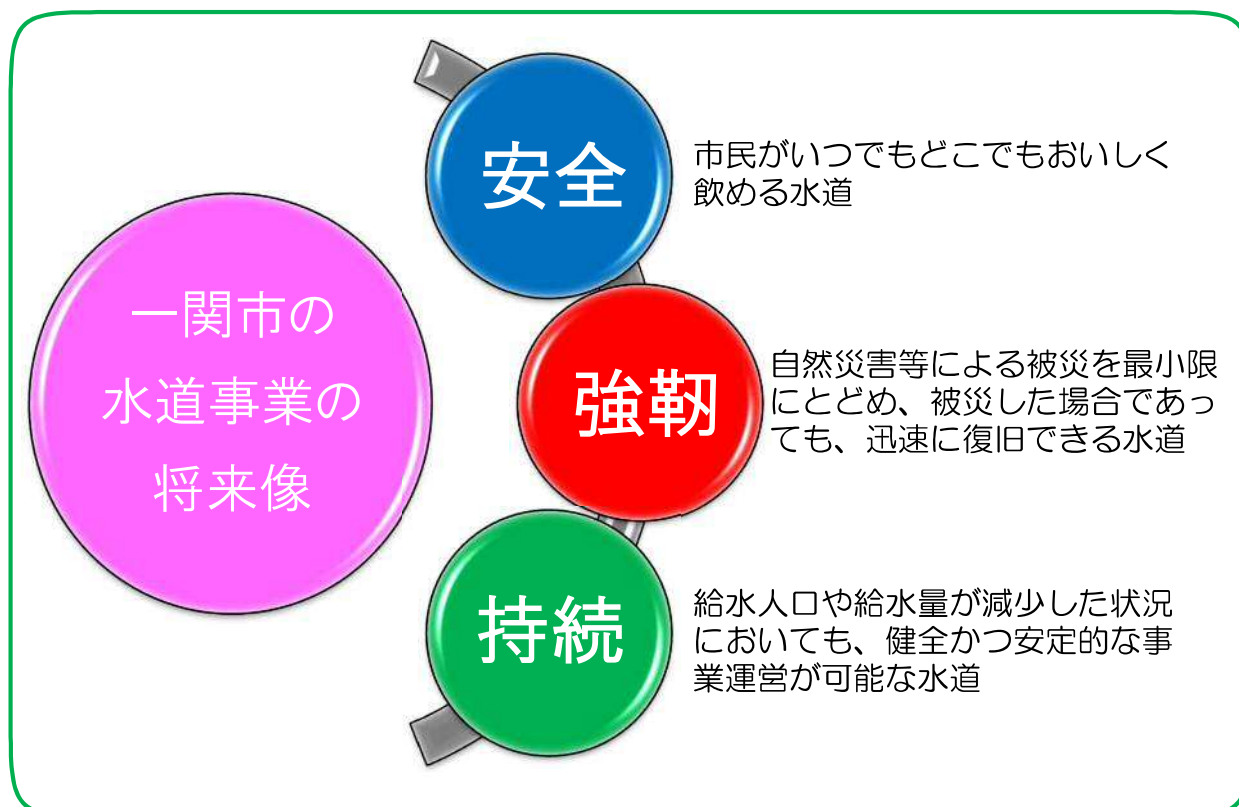 一関市の
水道事業の
将来像
安全
市民がいつでもどこでもおいしく
飲める水道
強靭
自然災害等による被災を最小限
にとどめ、被災した場合であっ
ても、迅速に復旧できる水道
持続
給水人口や給水量が減少した状況
においても、健全かつ安定的な事
業運営が可能な水道